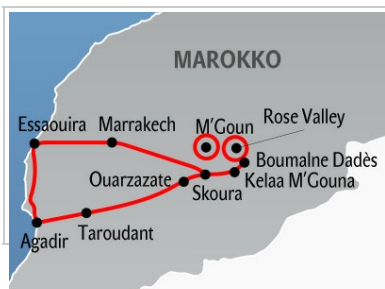 MAROKKO
Essaouira
Marrakech
M'Goun
Rose Valley
Boumalne Dadès
Ouarzazate
Skoura
Kelaa M'Gouna
Agadir
Taroudant